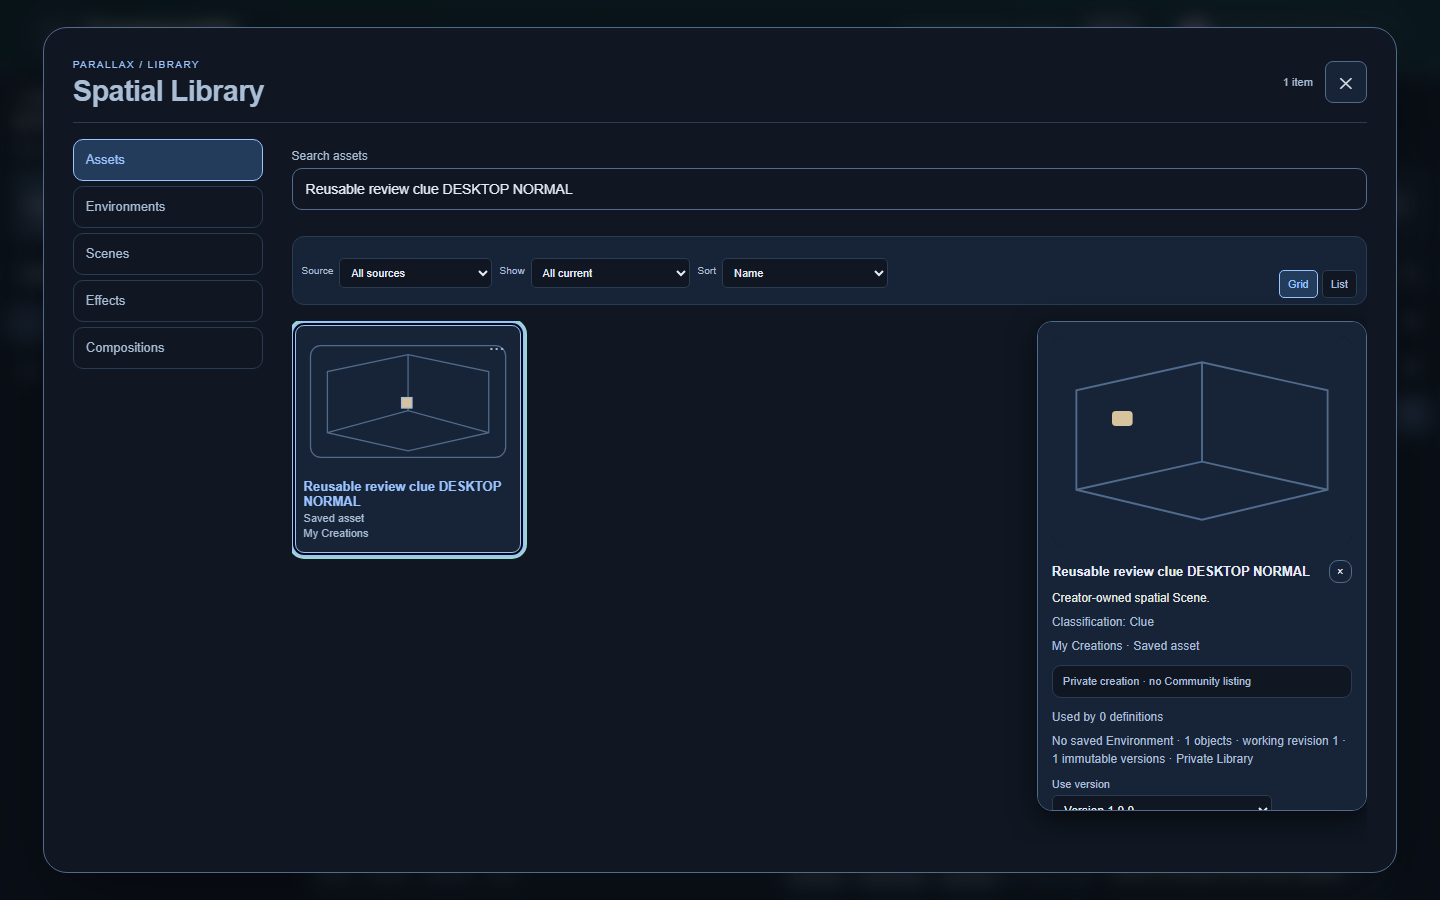 PARALLAX / LIBRARY
Spatial Library
1 item
Assets
Environments
Scenes
Effects
Compositions
Search assets
Reusable review clue DESKTOP NORMAL
Source
All sources
Show
All current
Sort
Name
Grid
List
Reusable review clue DESKTOP
NORMAL
Saved asset
My Creations
Reusable review clue DESKTOP NORMAL
Creator-owned spatial Scene.
Classification: Clue
My Creations · Saved asset
Private creation · no Community listing
Used by 0 definitions
No saved Environment · 1 objects · working revision 1 ·
1 immutable versions · Private Library
Use version
Version 1.0.0